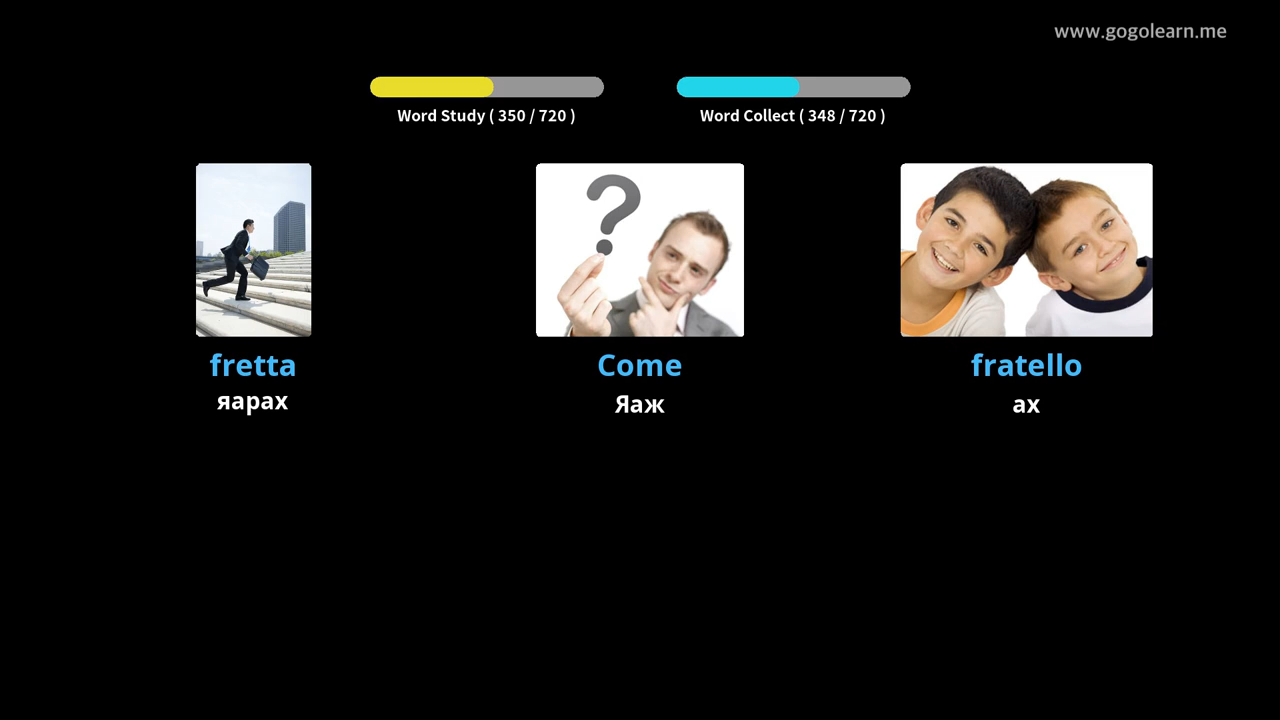 www.gogolearn.me
Word Study ( 350 / 720 )
Word Collect ( 348 / 720 )
fretta
яарах
Come
Яаж
fratello
ах